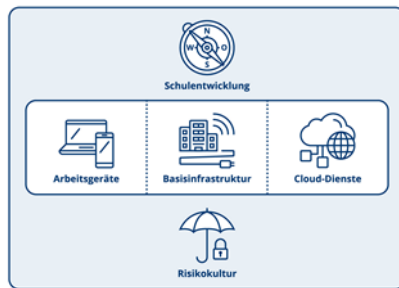 N
W O
S
Schulentwicklung
Arbeitsgeräte Basisinfrastruktur Cloud-Dienste
Risikokultur